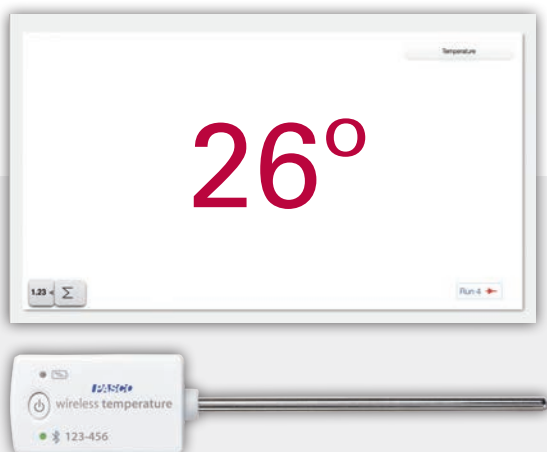 Temperature
26°
1.23
Σ
Run 4
PASCO
wireless temperature
123-456